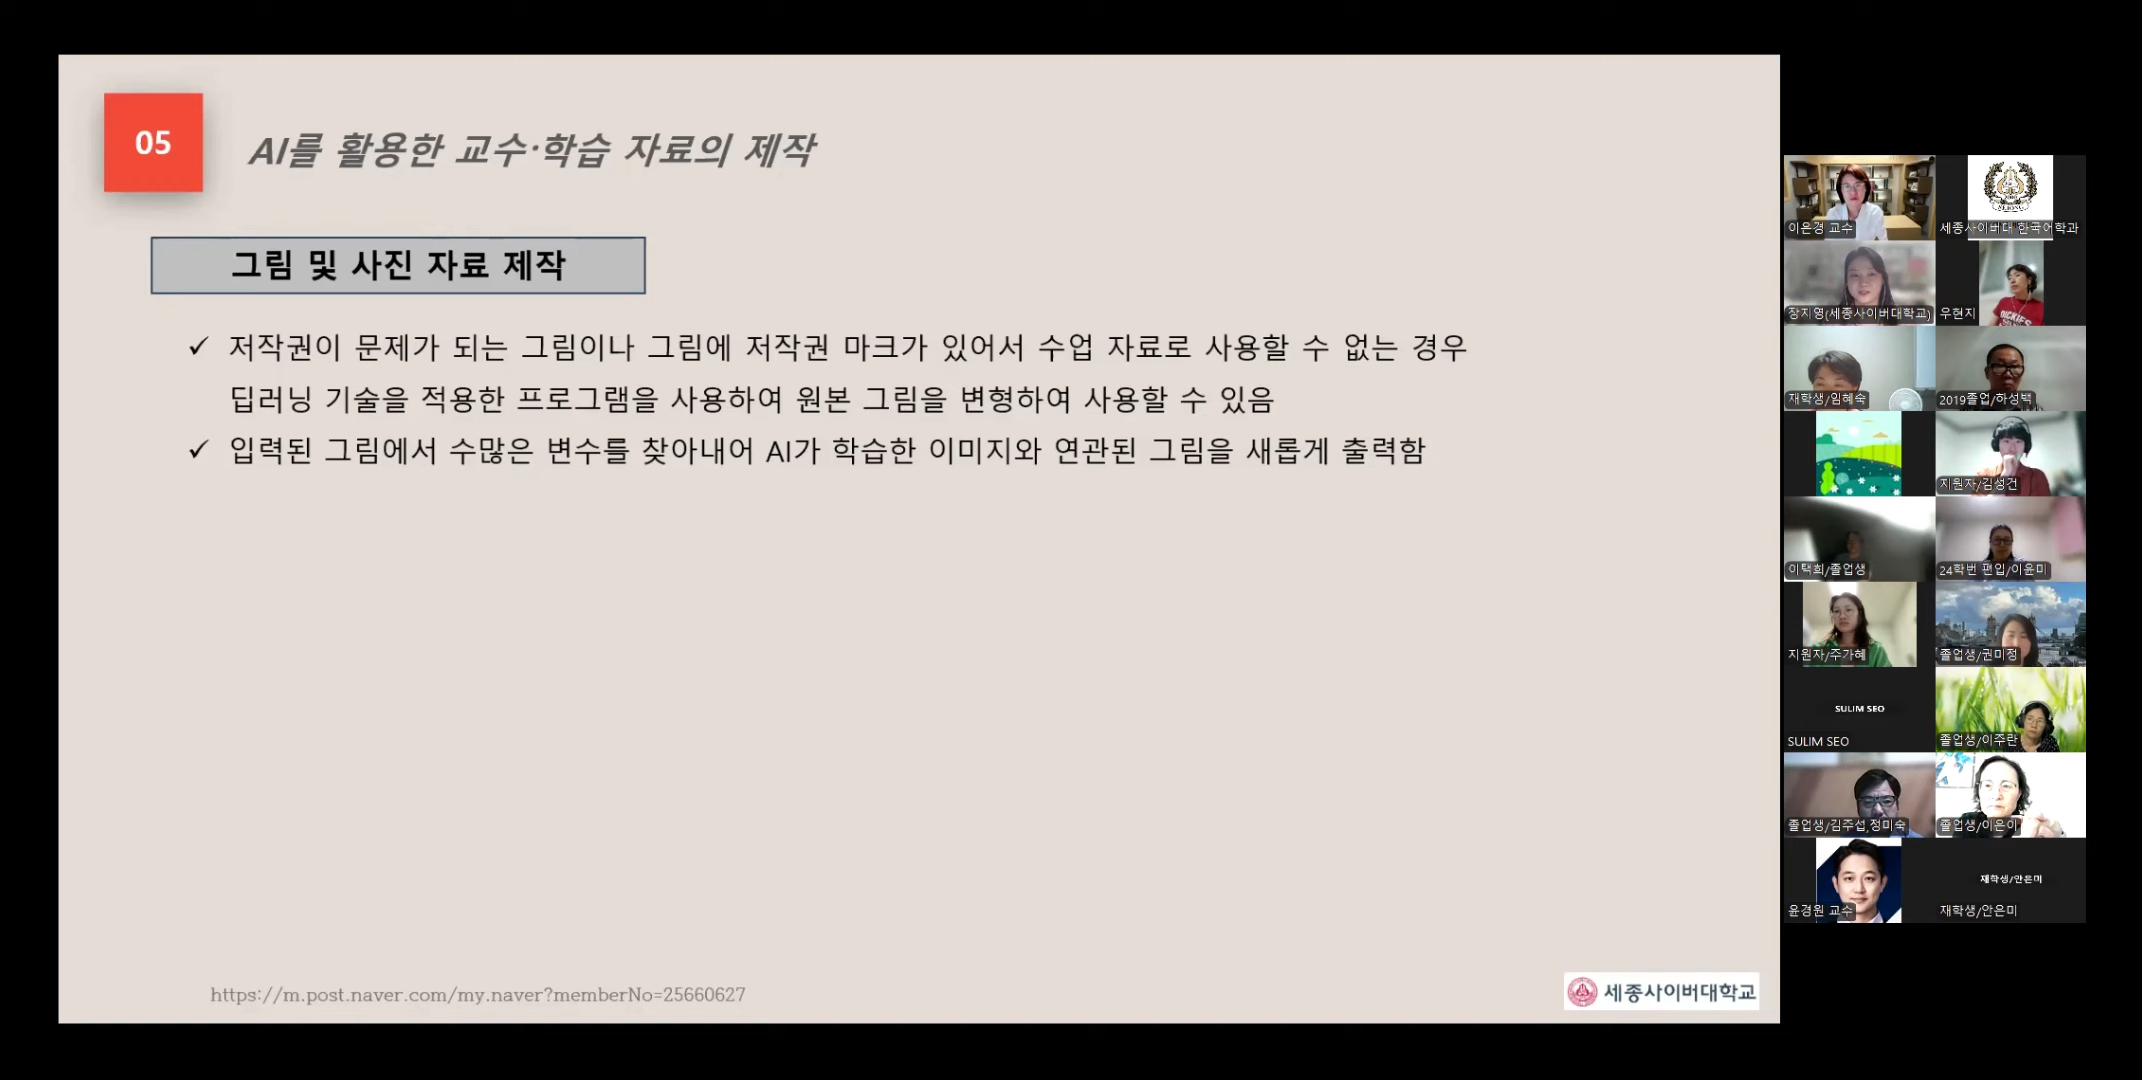 05
AI를 활용한 교수·학습 자료의 제작
그림 및 사진 자료 제작
✓ 저작권이 문제가 되는 그림이나 그림에 저작권 마크가 있어서 수업 자료로 사용할 수 없는 경우
딥러닝 기술을 적용한 프로그램을 사용하여 원본 그림을 변형하여 사용할 수 있음
✓ 입력된 그림에서 수많은 변수를 찾아내어 AI가 학습한 이미지와 연관된 그림을 새롭게 출력함
https://m.post.naver.com/my.naver?memberNo=25660627
세종사이버대학교
이은경 교수
세종사이버대 한국어학과
장지영(세종사이버대학교)
우현지
재학생/임혜숙
2019졸업/하성백
지원자/김성건
이택희/졸업생
24학번 편입/이윤미
지원자/주가혜
졸업생/권미정
SULIM SEO
SULIM SEO
졸업생/이주란
졸업생/김주섭,정미숙
졸업생/이은이
윤경원 교수
재학생/안은미
재학생/안은미